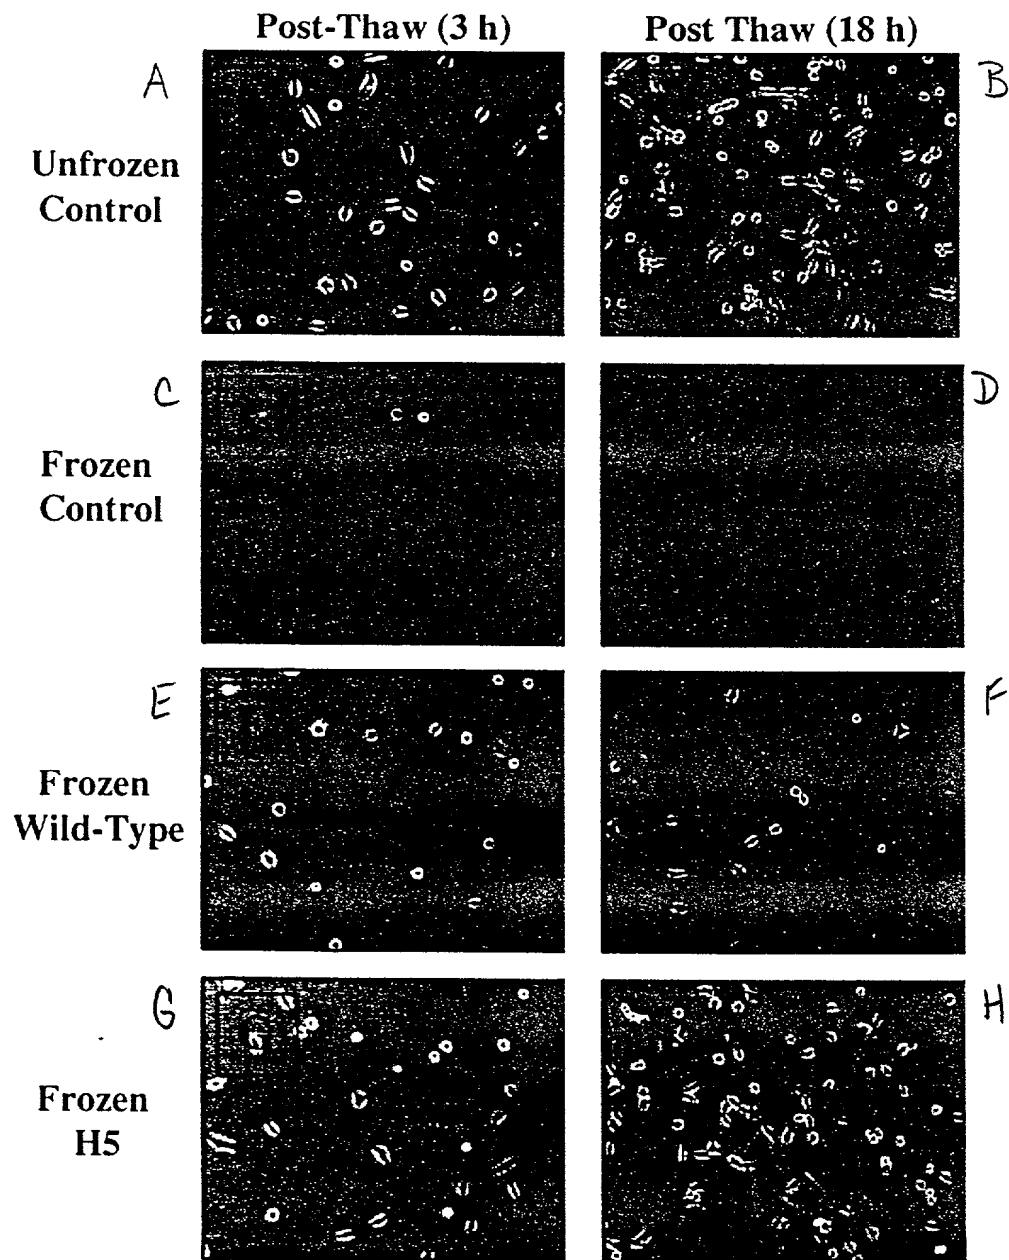 Post-Thaw (3 h)
Post Thaw (18 h)
A
B
Unfrozen
Control
C
D
Frozen
Control
E
F
Frozen
Wild-Type
G
H
Frozen
H5